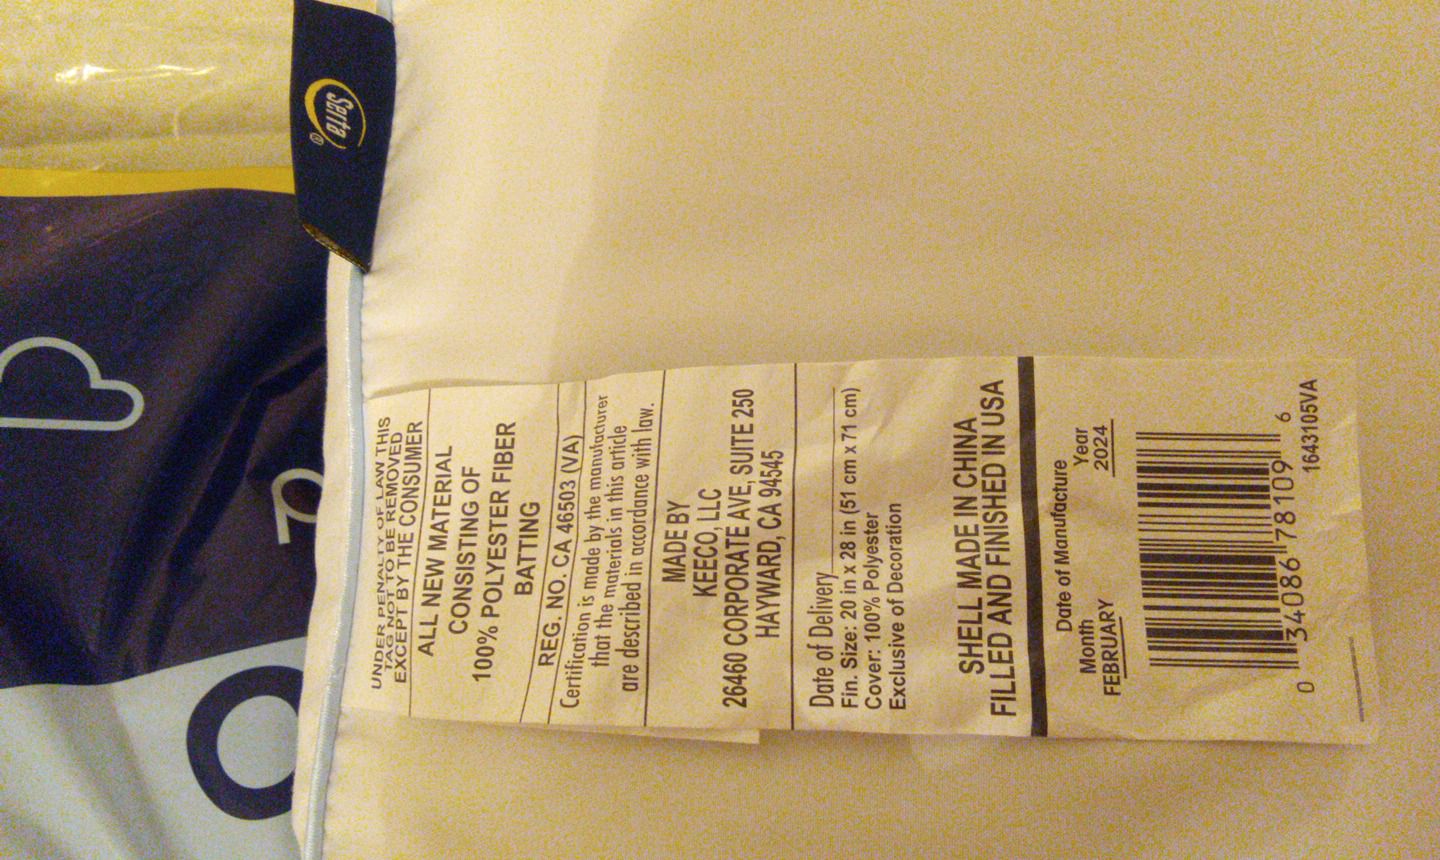 Serta®
UNDER PENALTY OF LAW THIS
TAG NOT TO BE REMOVED
EXCEPT BY THE CONSUMER
ALL NEW MATERIAL
CONSISTING OF
100% POLYESTER FIBER
BATTING
REG. NO. CA 46503 (VA)
Certification is made by the manufacturer
that the materials in this article
are described in accordance with law.
MADE BY
KEECO, LLC
26460 CORPORATE AVE, SUITE 250
HAYWARD, CA 94545
Date of Delivery
Fin. Size: 20 in x 28 in (51 cm x 71 cm)
Cover: 100% Polyester
Exclusive of Decoration
SHELL MADE IN CHINA
FILLED AND FINISHED IN USA
Date of Manufacture
Month Year
FEBRUARY 2024
0 34086 78109 6
1643105VA